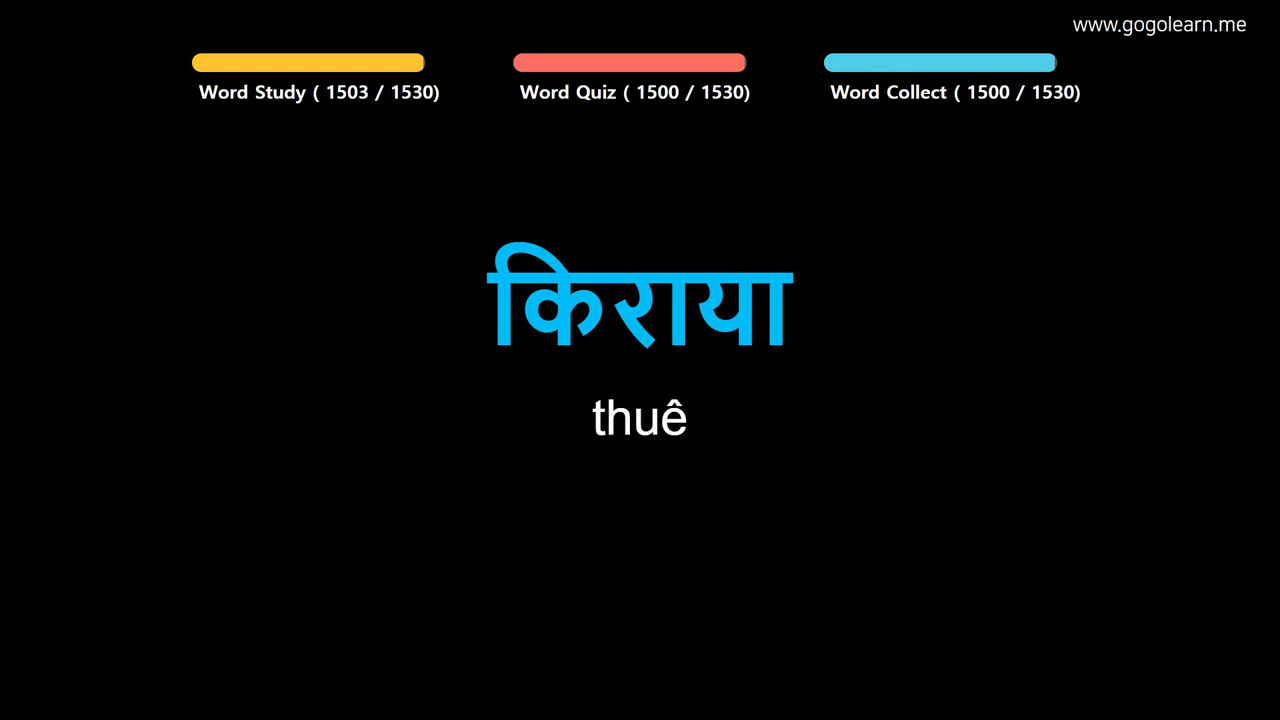 www.gogolearn.me
Word Study ( 1503 / 1530)
Word Quiz ( 1500 / 1530)
Word Collect ( 1500 / 1530)
किराया
thuê